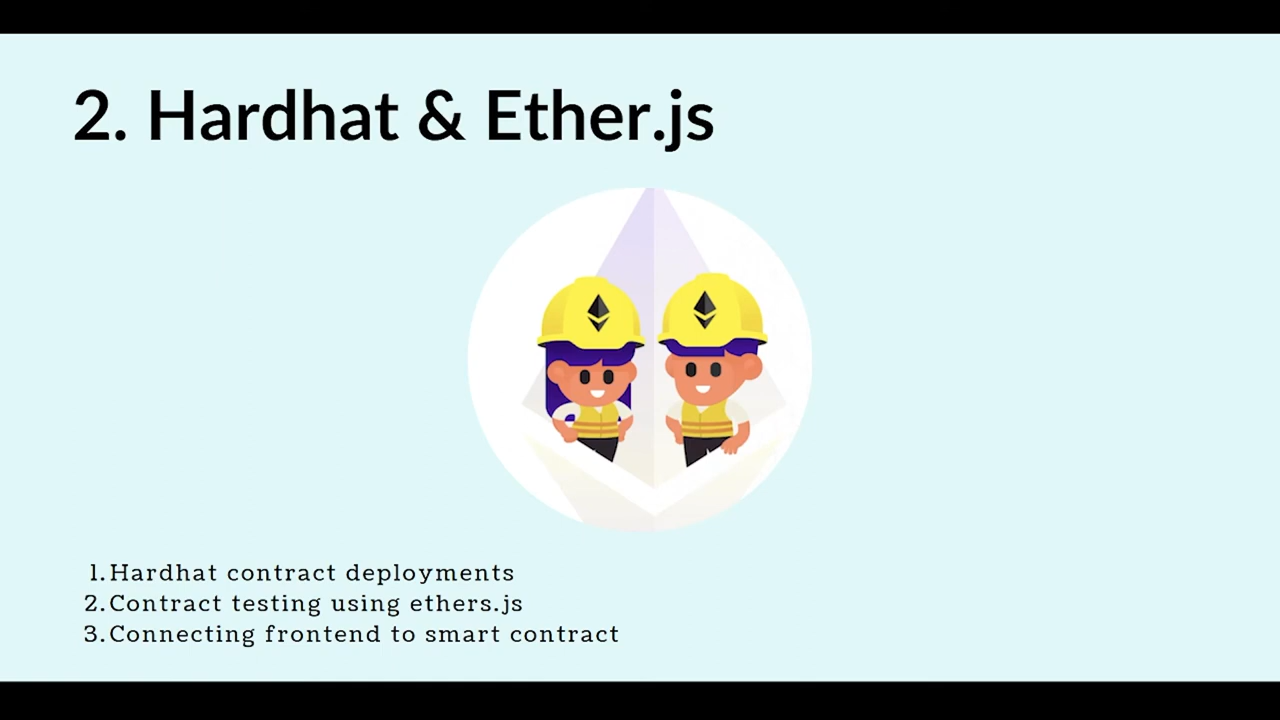 2. Hardhat & Ether.js
1. Hardhat contract deployments
2. Contract testing using ethers.js
3. Connecting frontend to smart contract